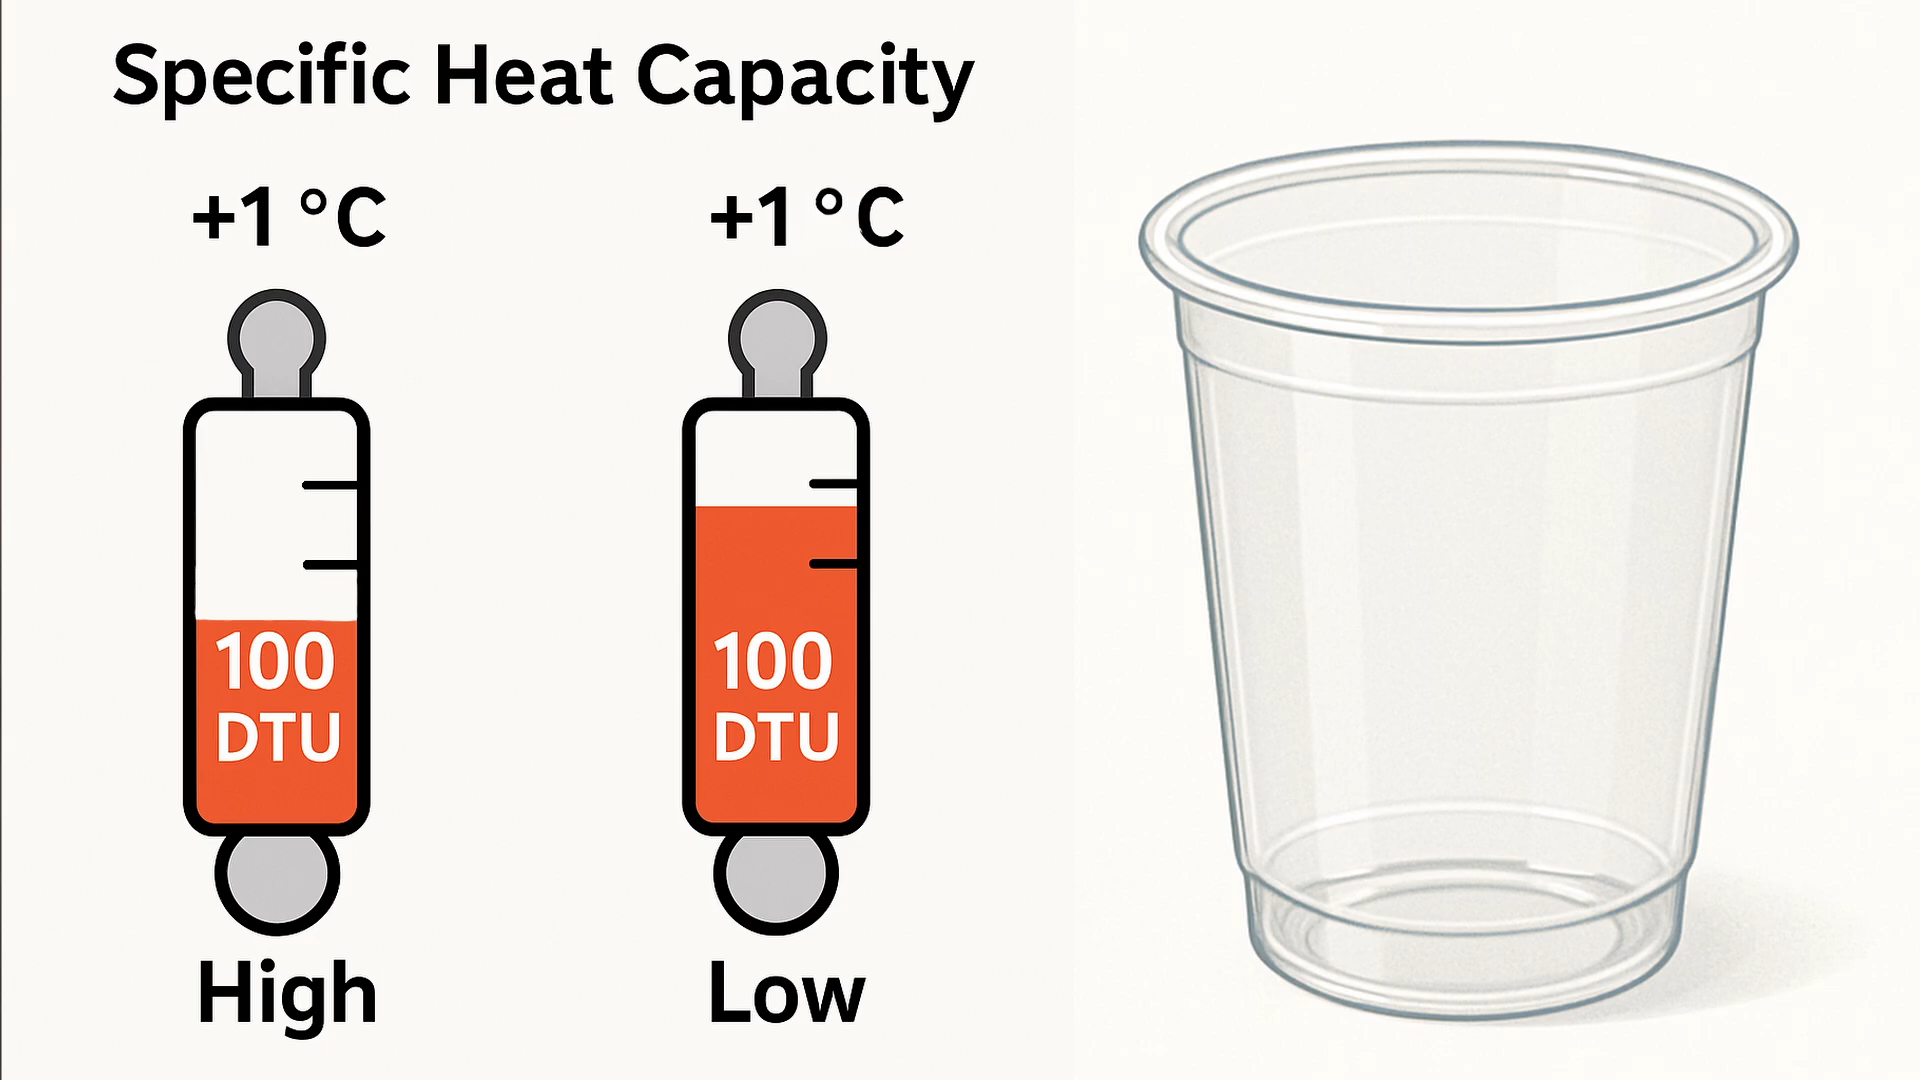 Specific Heat Capacity
+1 °C
+1 °C
100
DTU
100
DTU
High
Low